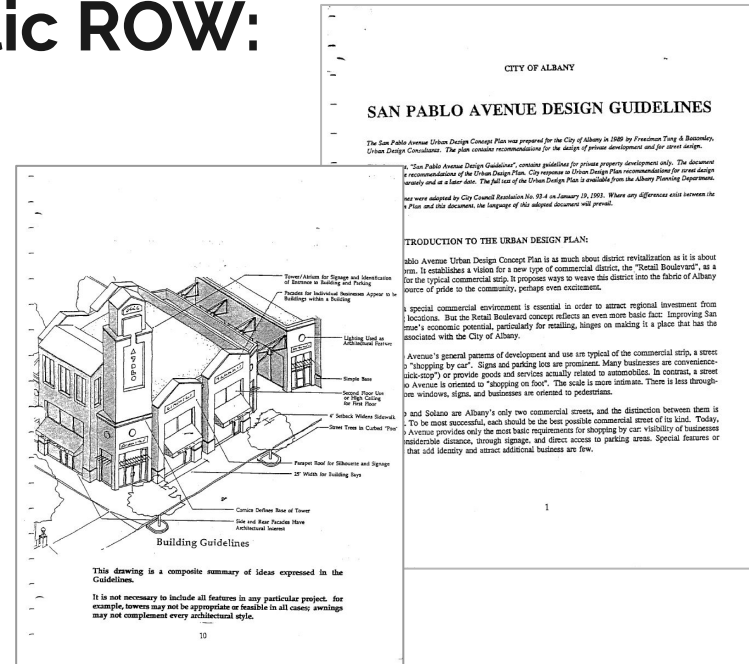 lic ROW:
CITY OF ALBANY
SAN PABLO AVENUE DESIGN GUIDELINES
The San Pablo Avenue Urban Design Concept Plan was prepared for the City of Albany in 1989 by Freedman Tung & Bottomley,
Urban Design Consultants. The plan contains recommendations for the design of private development and for street design.
"San Pablo Avenue Design Guidelines", contains guidelines for private property development only. The document
recommendations of the Urban Design Plan. City response to Urban Design Plan recommendations for street design
arately and at a later date. The full text of the Urban Design Plan is available from the Albany Planning Department.
nes were adopted by City Council Resolution No. 93-4 on January 19, 1993. Where any differences exist between the
Plan and this document, the language of this adopted document will prevail.
TRODUCTION TO THE URBAN DESIGN PLAN:
ablo Avenue Urban Design Concept Plan is as much about district revitalization as it is about
rm. It establishes a vision for a new type of commercial district, the "Retail Boulevard", as a
for the typical commercial strip. It proposes ways to weave this district into the fabric of Albany
ource of pride to the community, perhaps even excitement.
special commercial environment is essential in order to attract regional investment from
locations. But the Retail Boulevard concept reflects an even more basic fact: Improving San
nue's economic potential, particularly for retailing, hinges on making it a place that has the
ssociated with the City of Albany.
Avenue's general patterns of development and use are typical of the commercial strip, a street
"shopping by car". Signs and parking lots are prominent. Many businesses are convenience-
uick-stop") or provide goods and services actually related to automobiles. In contrast, a street
o Avenue is oriented to "shopping on foot". The scale is more intimate. There is less through-
ore windows, signs, and businesses are oriented to pedestrians.
and Solano are Albany's only two commercial streets, and the distinction between them is
To be most successful, each should be the best possible commercial street of its kind. Today,
Avenue provides only the most basic requirements for shopping by car: visibility of businesses
nsiderable distance, through signage, and direct access to parking areas. Special features or
that add identity and attract additional business are few.
1
Tower/Atrium for Signage and Identification
of Entrance to Building and Parking
Facades for Individual Businesses Appear to be
Buildings within a Building
Lighting Used as
Architectural Feature
Simple Base
Second Floor Use
or High Ceiling
for First Floor
6' Setback Widens Sidewalk
Street Trees in Curbed "Pots"
Parapet Roof for Silhouette and Signage
25' Width for Building Bays
Cornice Defines Base of Tower
Side and Rear Facades Have
Architectural Interest
Building Guidelines
This drawing is a composite summary of ideas expressed in the
Guidelines.
It is not necessary to include all features in any particular project. for
example, towers may not be appropriate or feasible in all cases; awnings
may not complement every architectural style.
10